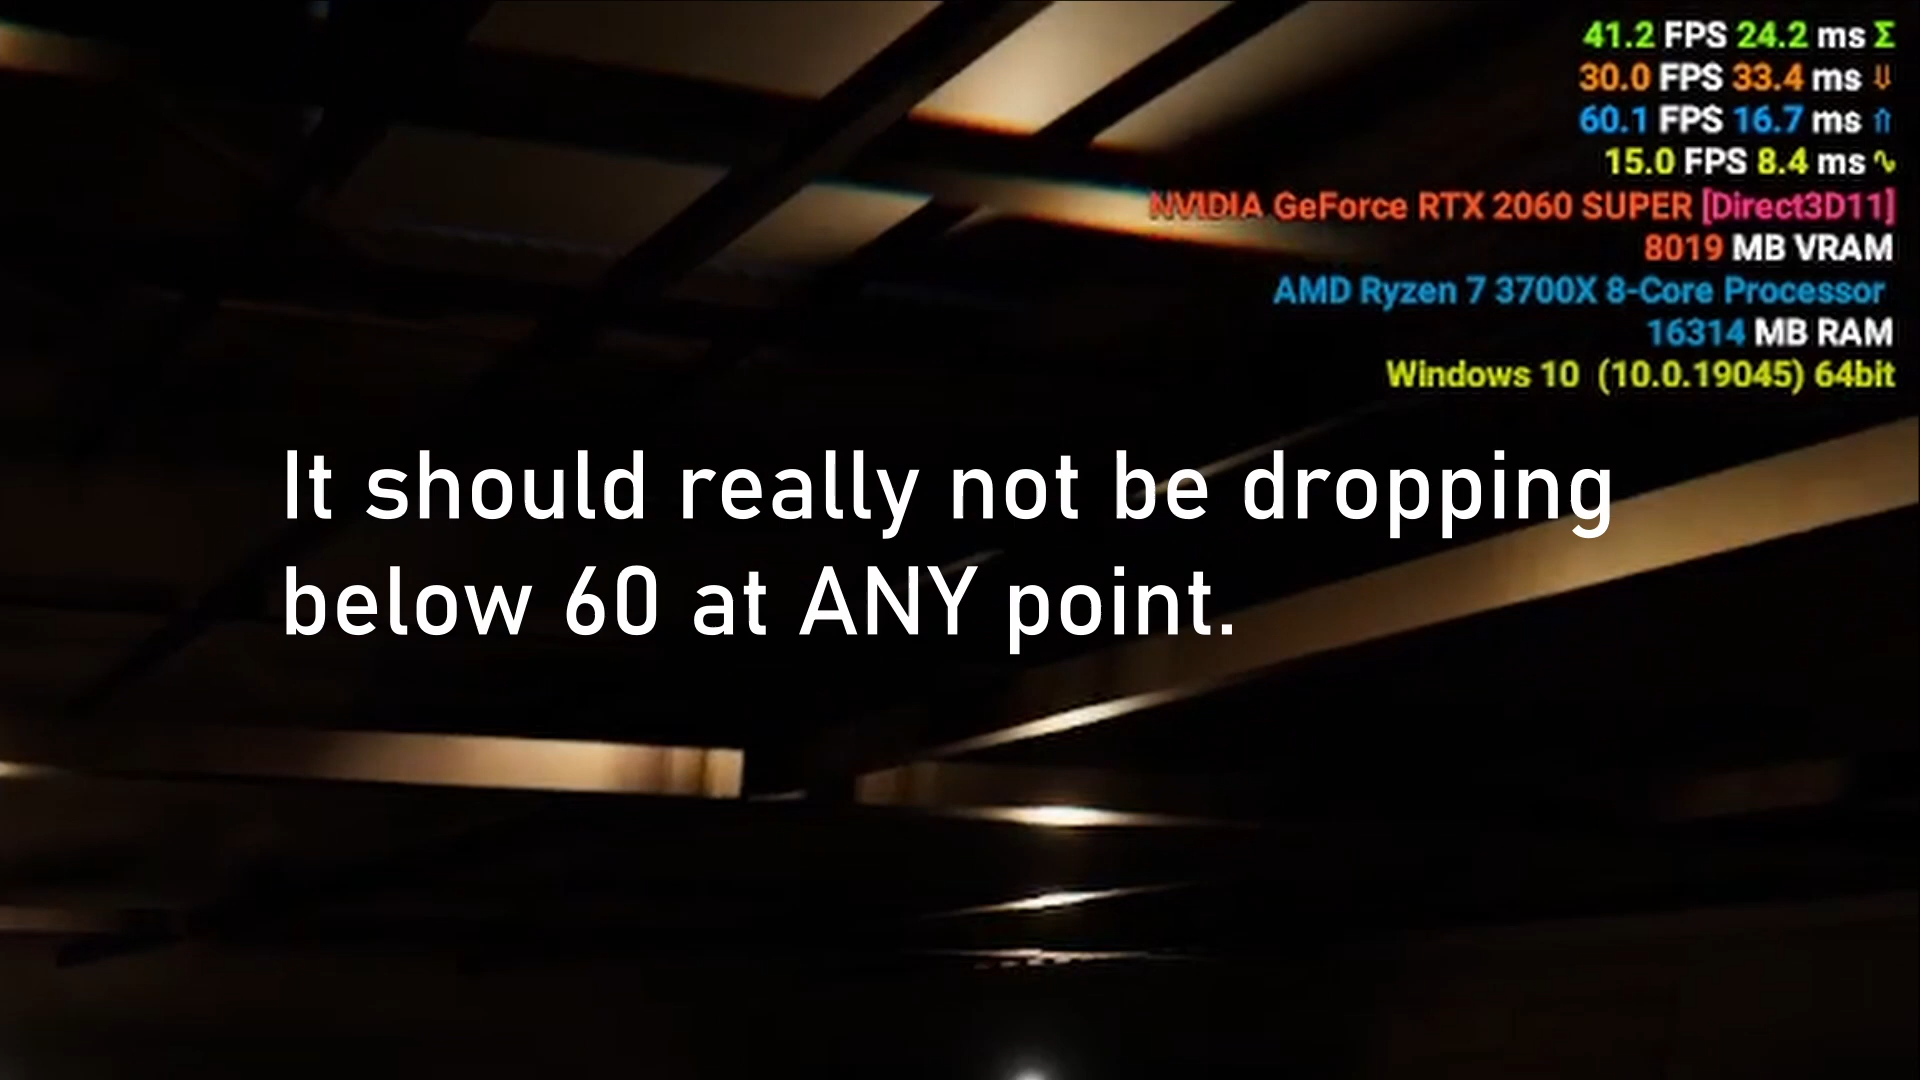 41.2 FPS 24.2 ms Σ
30.0 FPS 33.4 ms ⇓
60.1 FPS 16.7 ms ⇑
15.0 FPS 8.4 ms ∿
NVIDIA GeForce RTX 2060 SUPER [Direct3D11]
8019 MB VRAM
AMD Ryzen 7 3700X 8-Core Processor
16314 MB RAM
Windows 10 (10.0.19045) 64bit
It should really not be dropping
below 60 at ANY point.